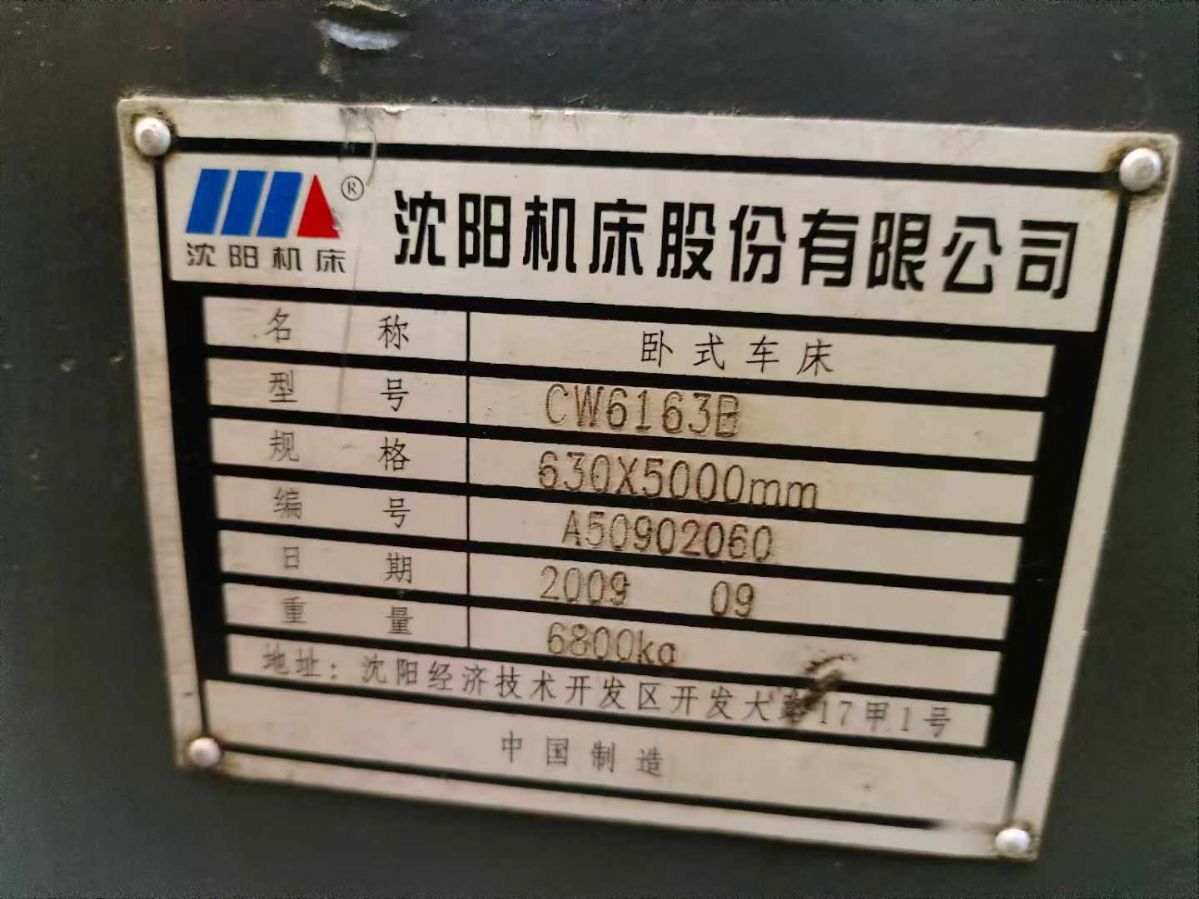 沈阳机床®
沈阳机床股份有限公司
名称 卧式车床
型号 CW6163B
规格 630X5000mm
编号 A50902060
日期 2009 09
重量 6800kg
地址：沈阳经济技术开发区开发大路17甲1号
中国制造